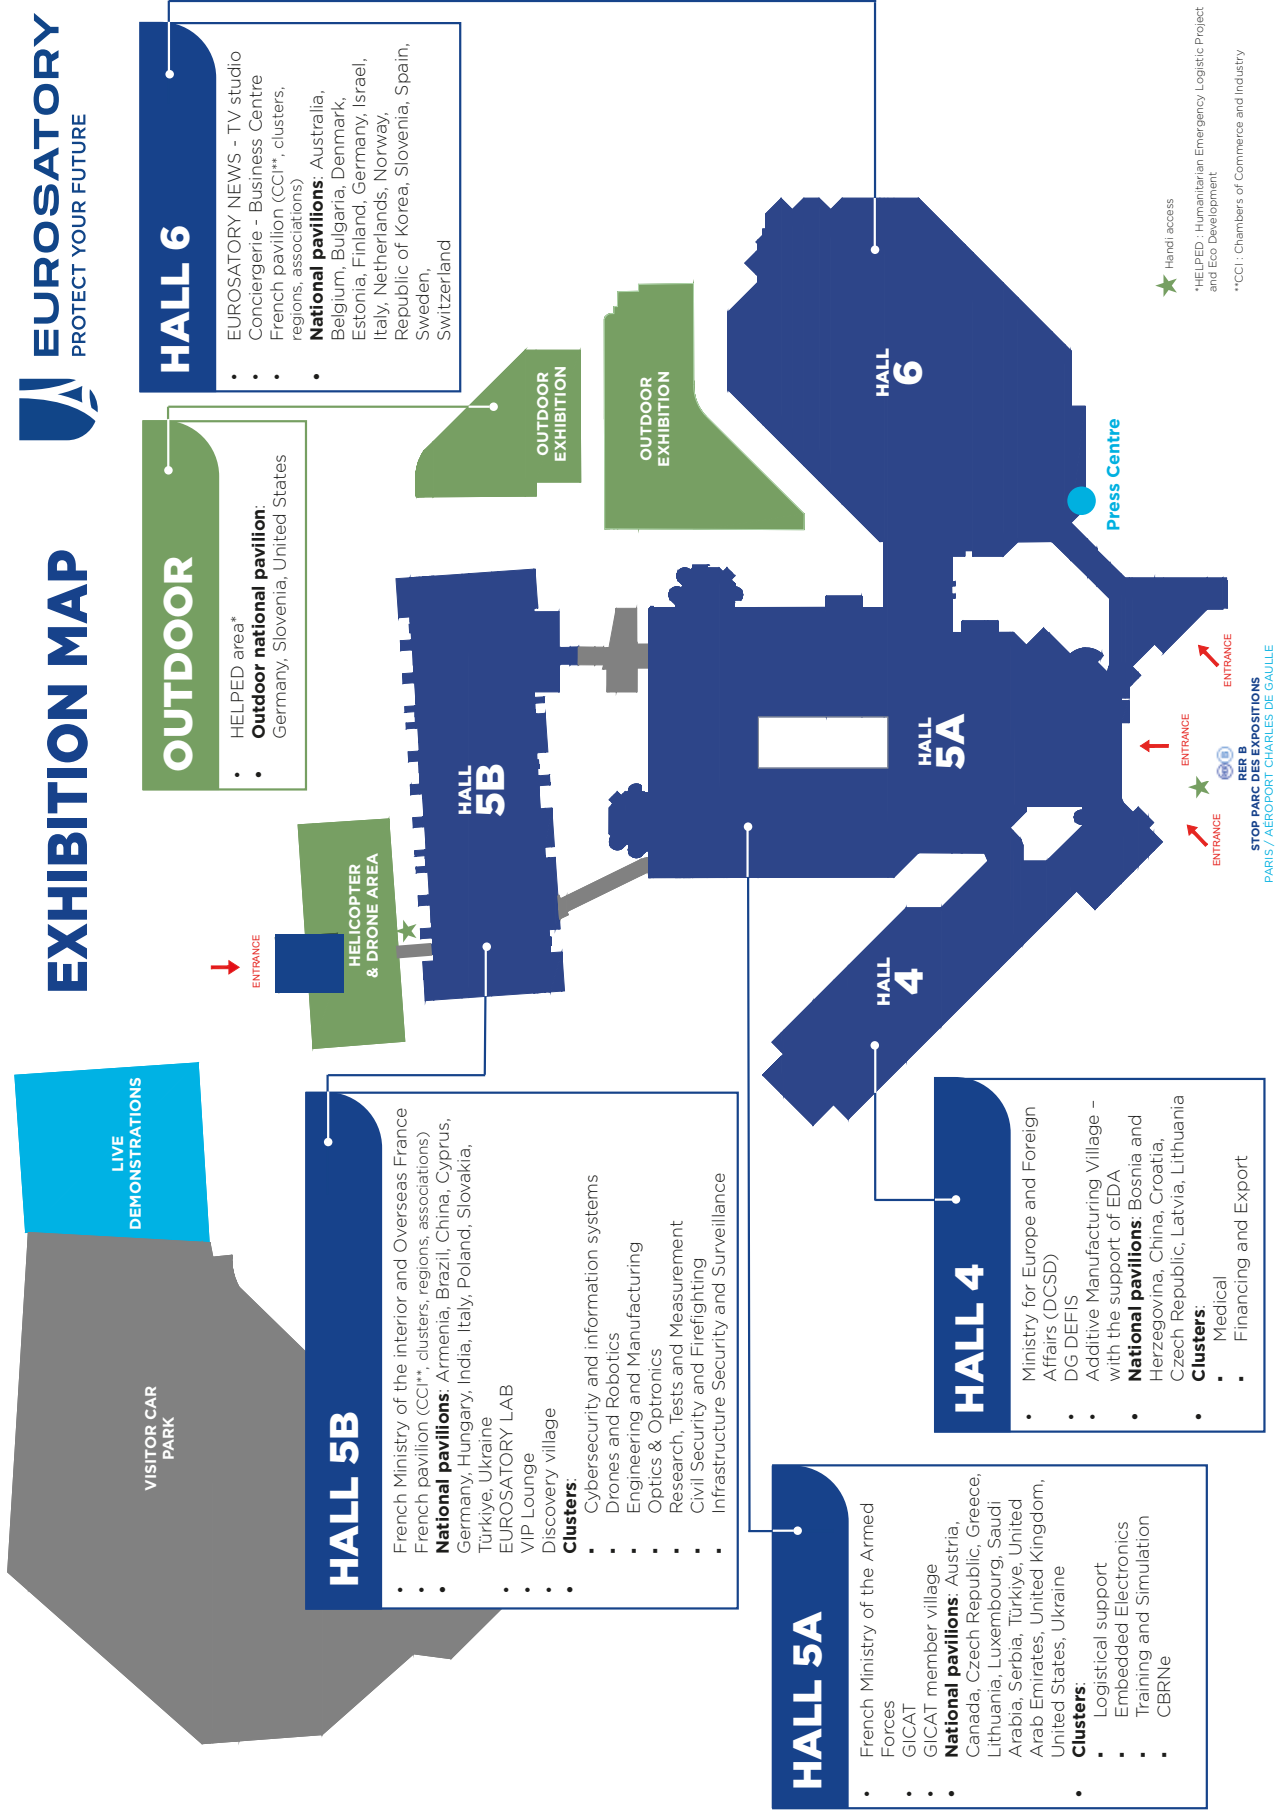 EXHIBITION MAP
EUROSATORY
PROTECT YOUR FUTURE
LIVE
DEMONSTRATIONS
VISITOR CAR
PARK
ENTRANCE
HELICOPTER
& DRONE AREA
OUTDOOR
HELPED area*
Outdoor national pavilion:
Germany, Slovenia, United States
HALL 6
EUROSATORY NEWS - TV studio
Conciergerie - Business Centre
French pavilion (CCI**, clusters,
regions, associations)
National pavilions: Australia,
Belgium, Bulgaria, Denmark,
Estonia, Finland, Germany, Israel,
Italy, Netherlands, Norway,
Republic of Korea, Slovenia, Spain,
Sweden,
Switzerland
HALL 5B
French Ministry of the interior and Overseas France
French pavilion (CCI**, clusters, regions, associations)
National pavilions: Armenia, Brazil, China, Cyprus,
Germany, Hungary, India, Italy, Poland, Slovakia,
Türkiye, Ukraine
EUROSATORY LAB
VIP Lounge
Discovery village
Clusters:
Cybersecurity and information systems
Drones and Robotics
Engineering and Manufacturing
Optics & Optronics
Research, Tests and Measurement
Civil Security and Firefighting
Infrastructure Security and Surveillance
HALL
5B
OUTDOOR
EXHIBITION
OUTDOOR
EXHIBITION
HALL 5A
French Ministry of the Armed
Forces
GICAT
GICAT member village
National pavilions: Austria,
Canada, Czech Republic, Greece,
Lithuania, Luxembourg, Saudi
Arabia, Serbia, Türkiye, United
Arab Emirates, United Kingdom,
United States, Ukraine
Clusters:
Logistical support
Embedded Electronics
Training and Simulation
CBRNe
HALL 4
Ministry for Europe and Foreign
Affairs (DCSD)
DG DEFIS
Additive Manufacturing Village –
with the support of EDA
National pavilions: Bosnia and
Herzegovina, China, Croatia,
Czech Republic, Latvia, Lithuania
Clusters:
Medical
Financing and Export
HALL
4
HALL
5A
HALL
6
Press Centre
ENTRANCE
ENTRANCE
ENTRANCE
RER B
RER B
STOP PARC DES EXPOSITIONS
PARIS / AÉROPORT CHARLES DE GAULLE
Handi access
*HELPED : Humanitarian Emergency Logistic Project
and Eco Development
**CCI : Chambers of Commerce and Industry